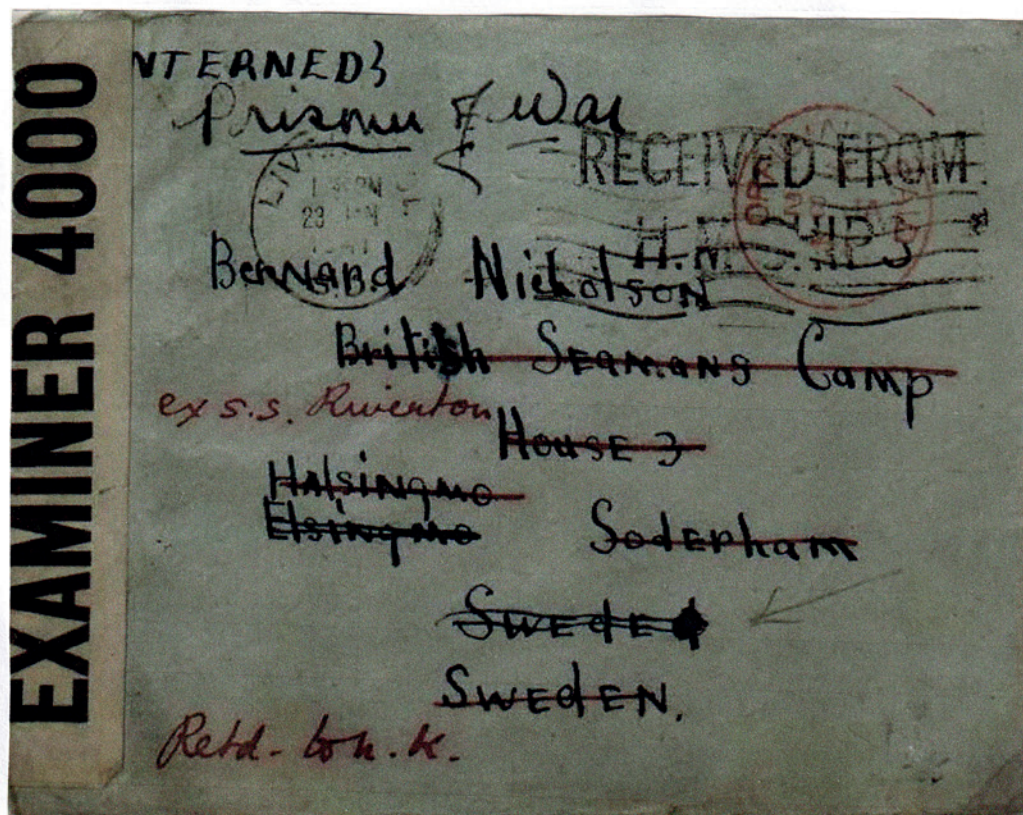 EXAMINER 4000
NTERNED}
Prisoner of War
RECEIVED FROM
H.M. SHIPS
Bernard Nicholson
British Seamans Camp
ex s.s. Riverton
House 3
Halsingmo
Elsingmo Soderham
Swede
Sweden.
Retd-